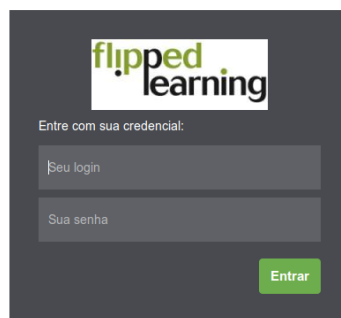 flipped
learning
Entre com sua credencial:
Seu login
Sua senha
Entrar